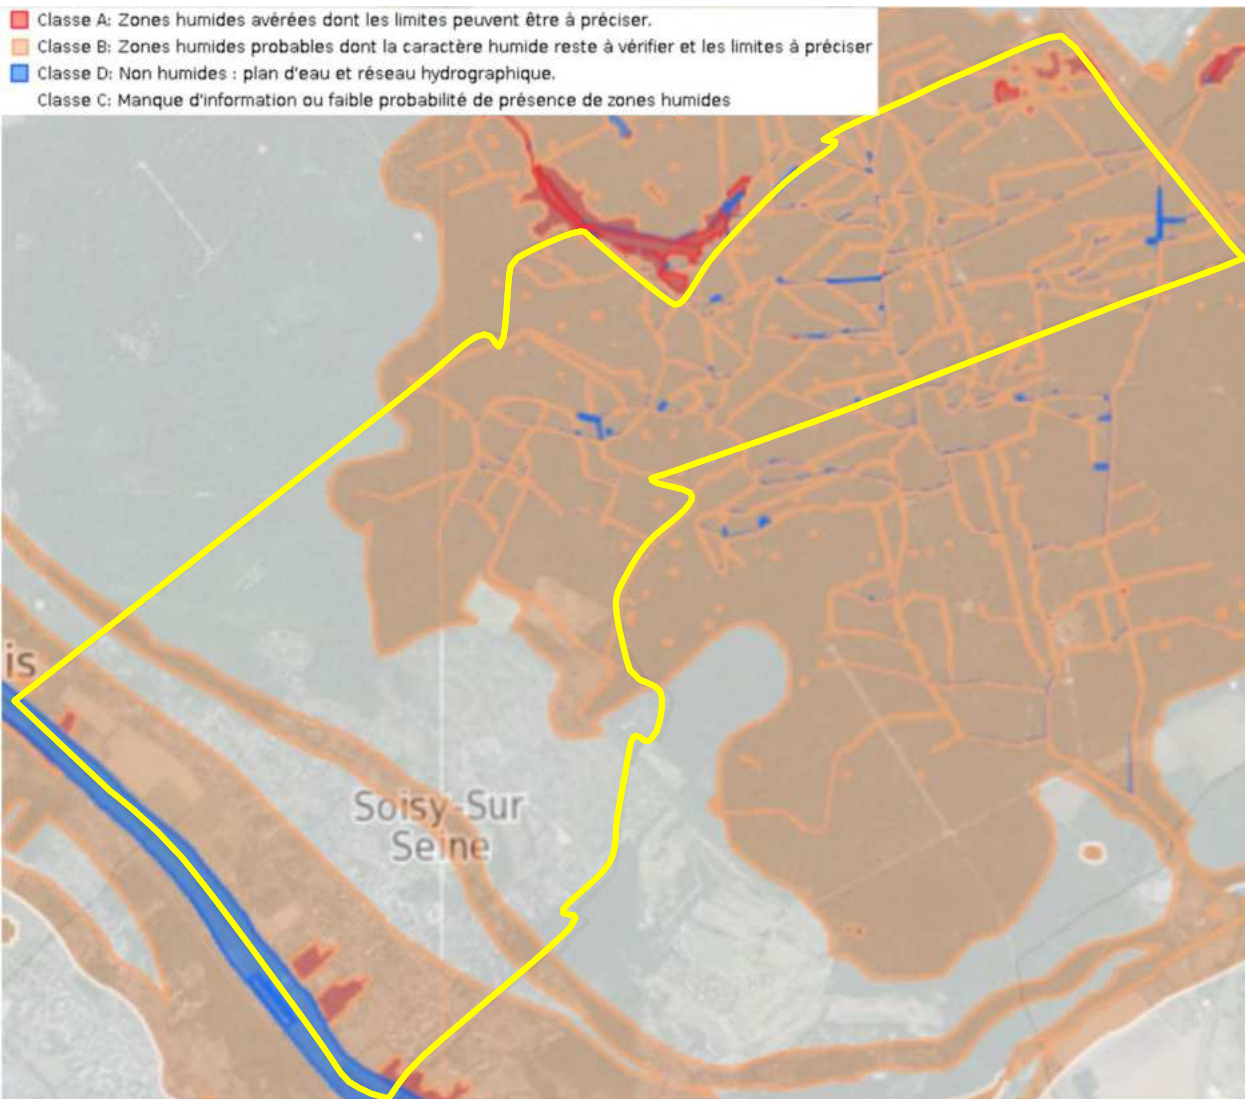 Classe A: Zones humides avérées dont les limites peuvent être à préciser.
Classe B: Zones humides probables dont la caractère humide reste à vérifier et les limites à préciser
Classe D: Non humides : plan d'eau et réseau hydrographique.
Classe C: Manque d'information ou faible probabilité de présence de zones humides
is
Soisy-Sur
Seine